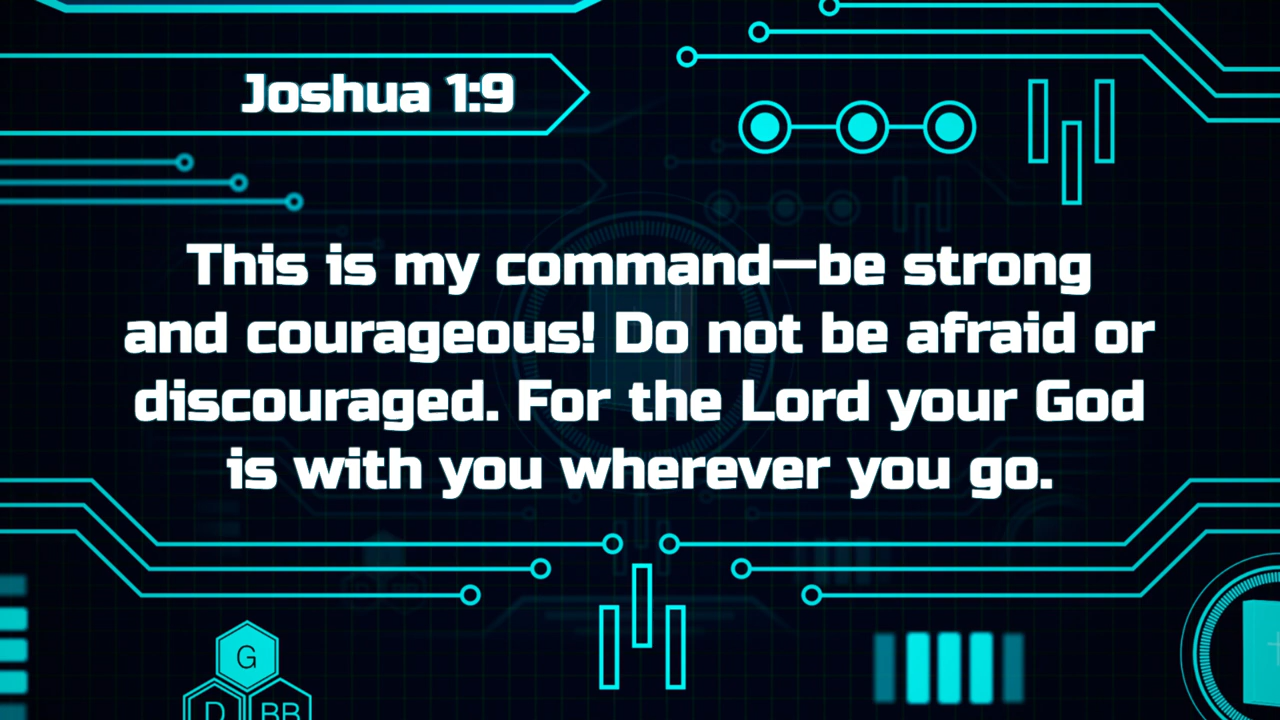 Joshua 1:9
This is my command—be strong
and courageous! Do not be afraid or
discouraged. For the Lord your God
is with you wherever you go.
G
D BB